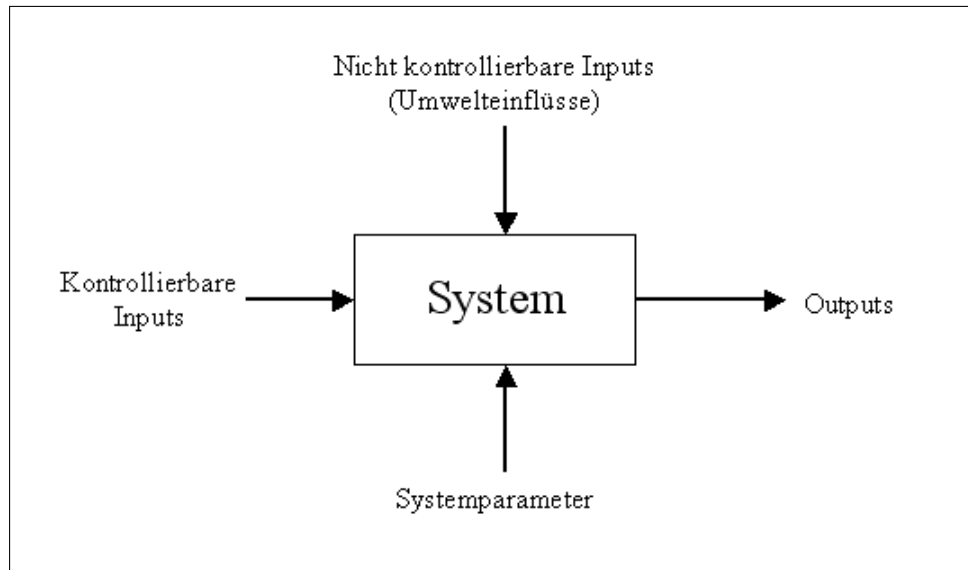 Nicht kontrollierbare Inputs
(Umwelteinflüsse)
Kontrollierbare
Inputs
System
Outputs
Systemparameter